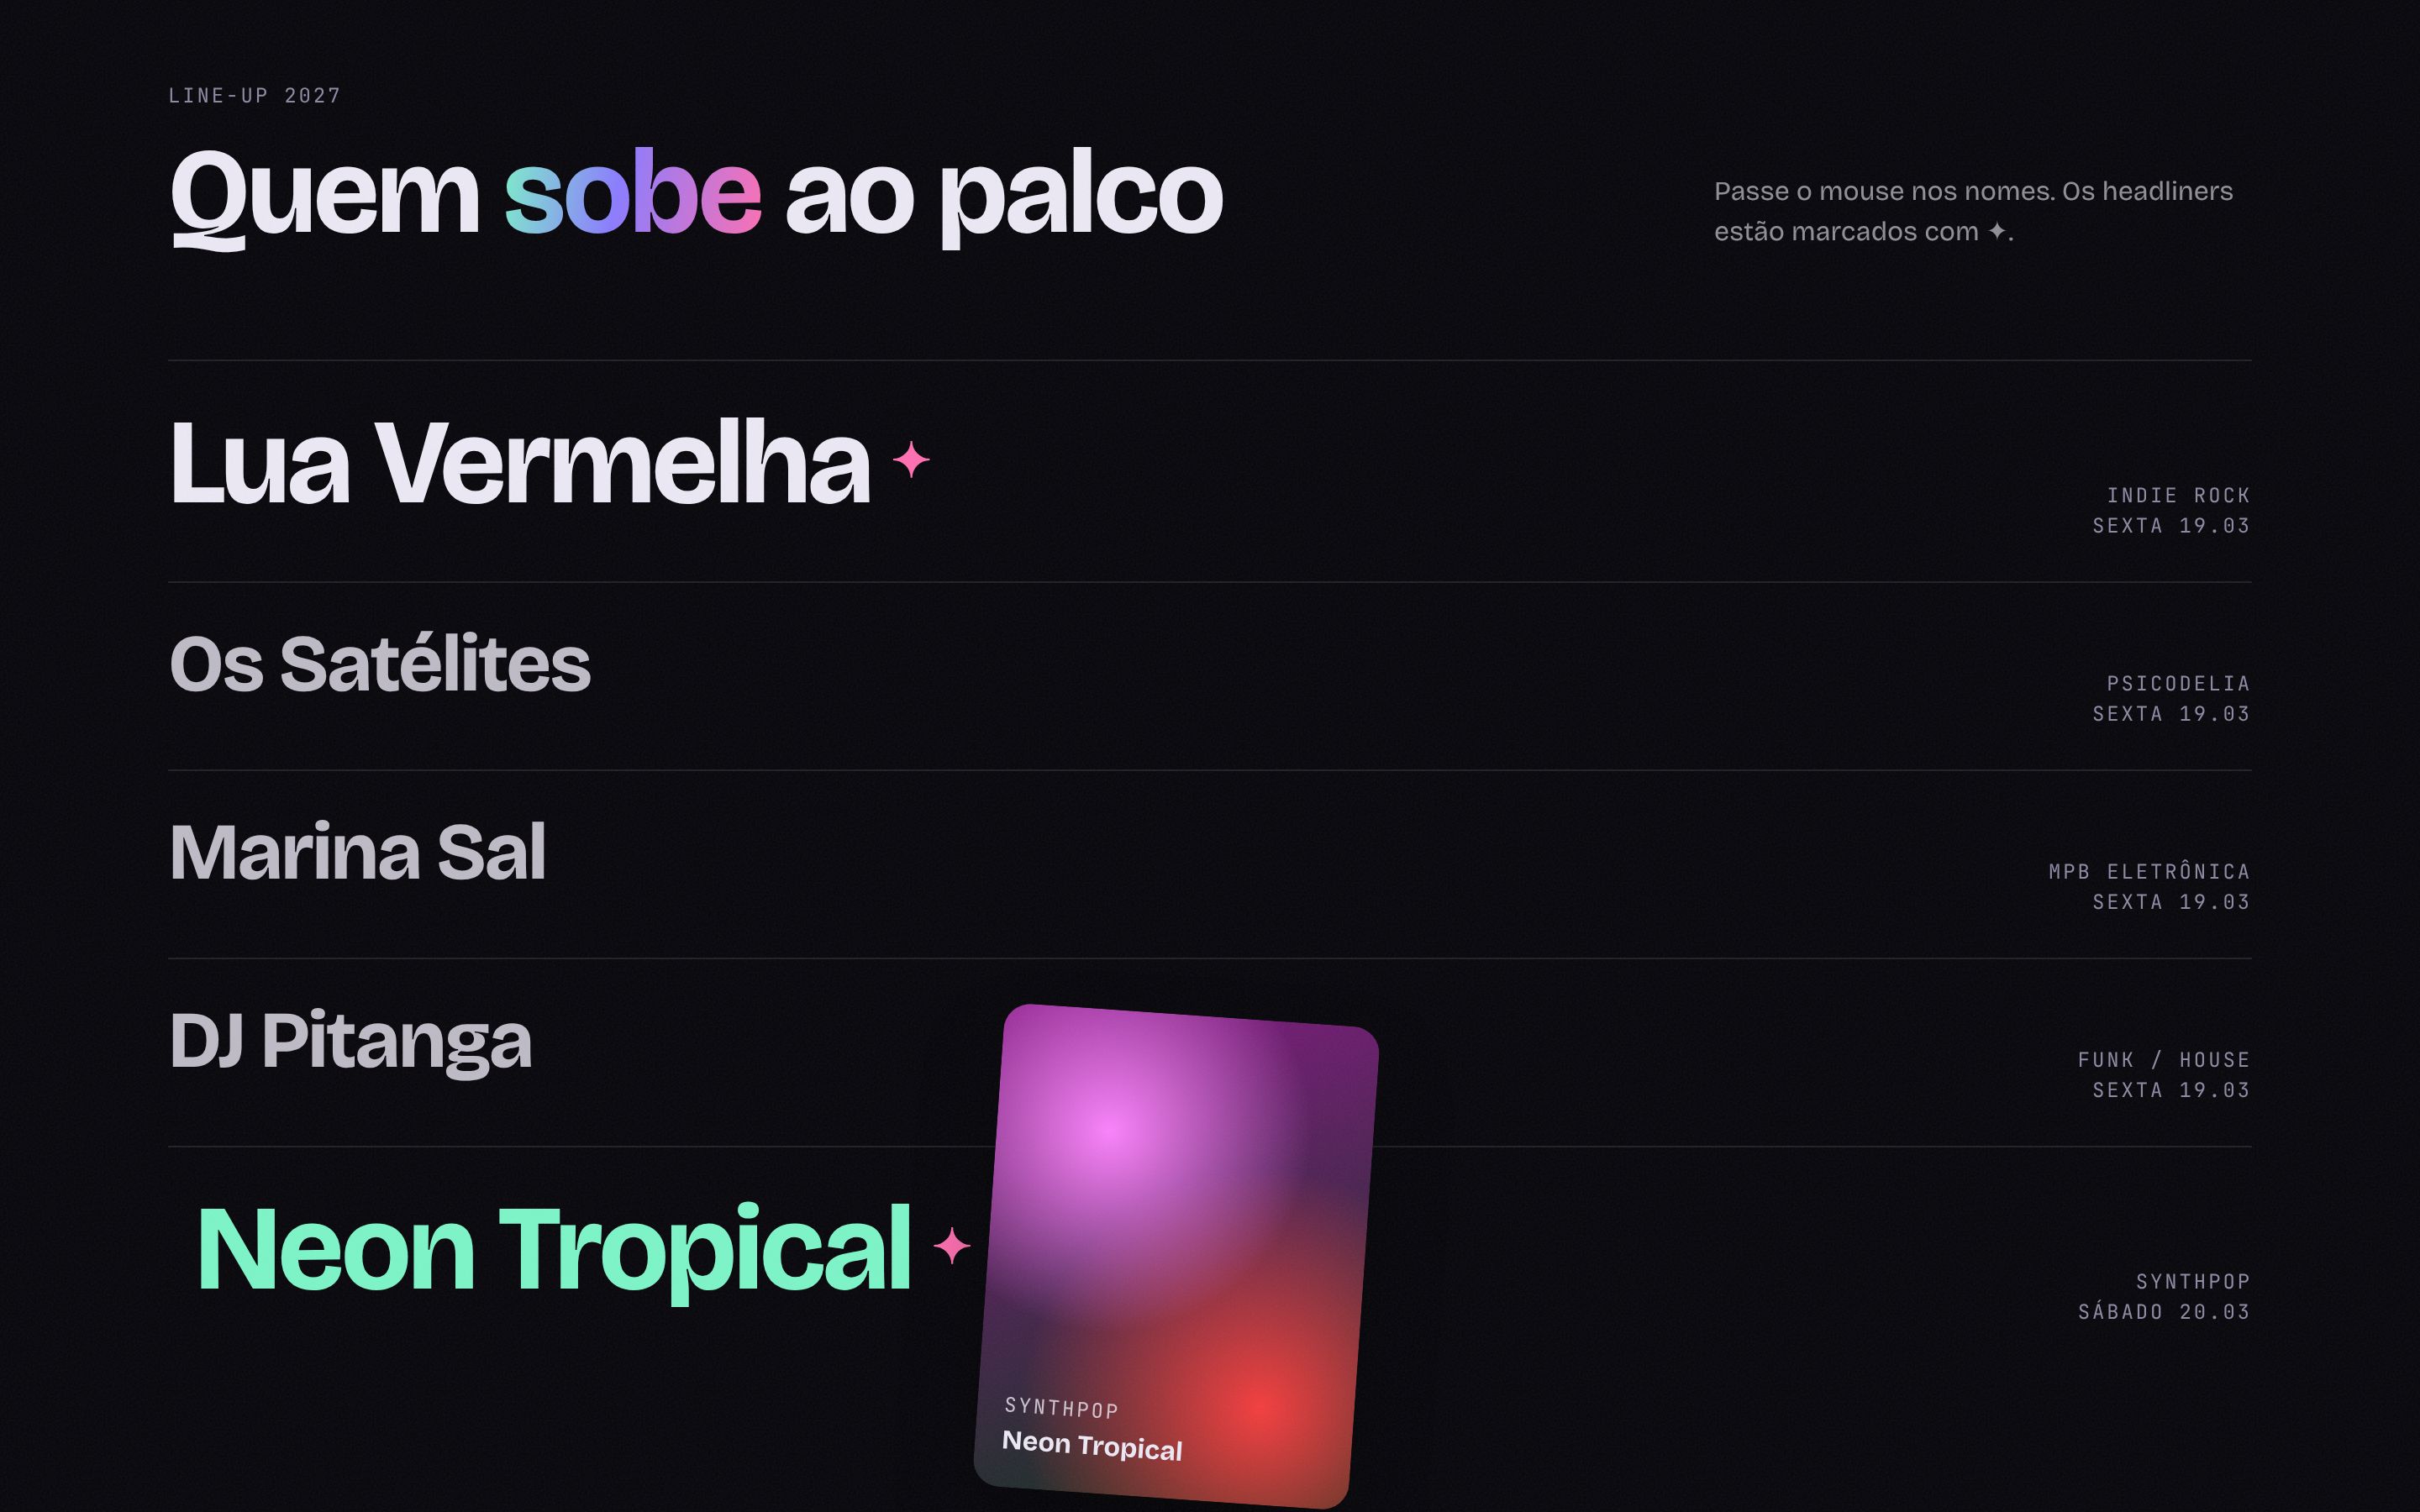 LINE-UP 2027
Quem sobe ao palco
Passe o mouse nos nomes. Os headliners
estão marcados com ✦.
Lua Vermelha ✦
INDIE ROCK
SEXTA 19.03
Os Satélites
PSICODELIA
SEXTA 19.03
Marina Sal
MPB ELETRÔNICA
SEXTA 19.03
DJ Pitanga
FUNK / HOUSE
SEXTA 19.03
Neon Tropical ✦
SYNTHPOP
SÁBADO 20.03
SYNTHPOP
Neon Tropical